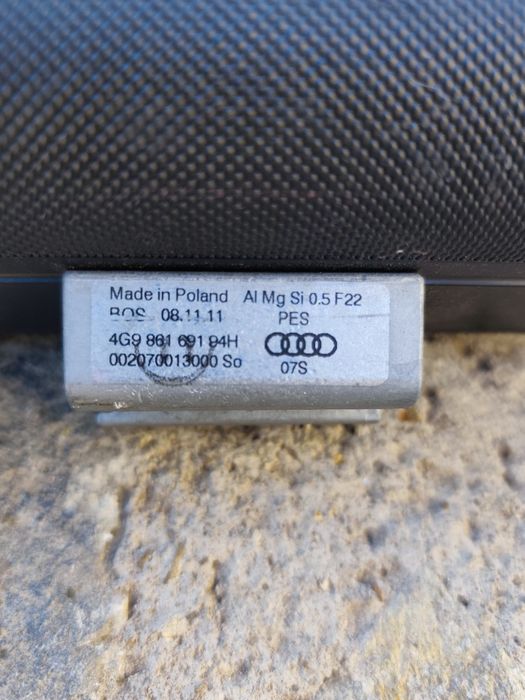 Made in Poland Al Mg Si 0.5 F22
BOS 08.11.11 PES
4G9 861 691 94H
002070013000 So 07S